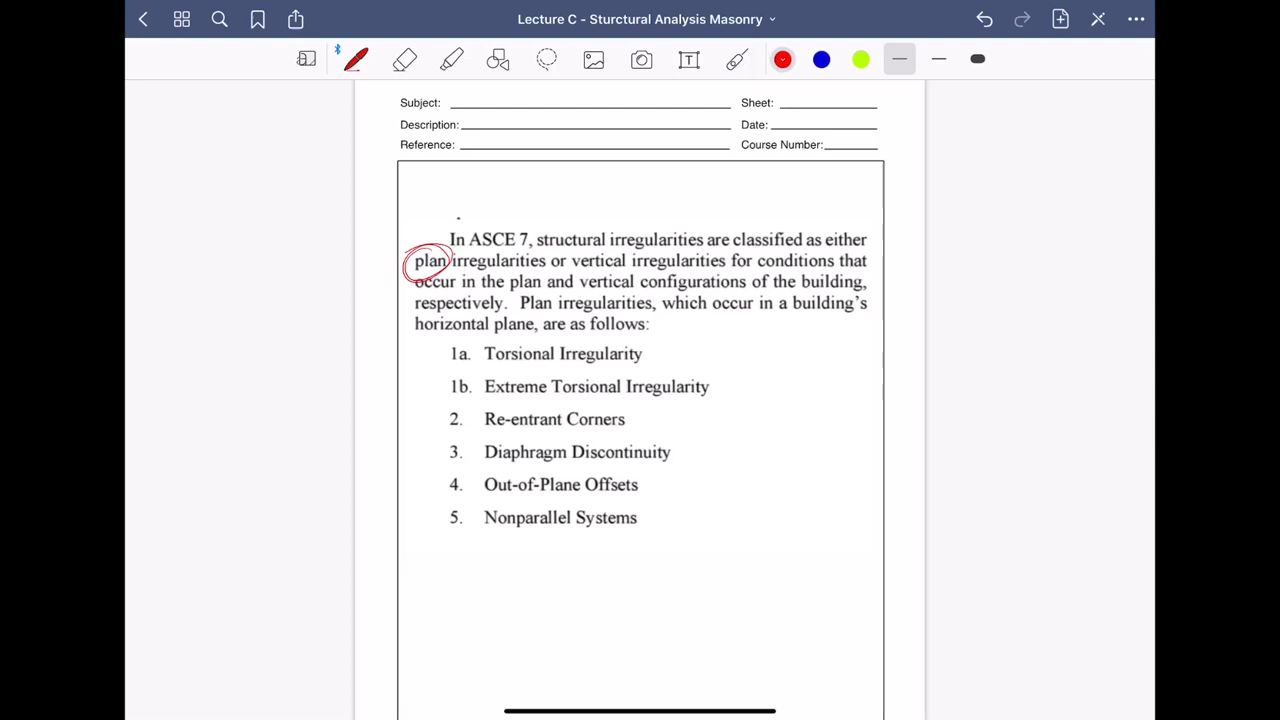 Lecture C - Sturctural Analysis Masonry
T
Subject: Sheet:
Description: Date:
Reference: Course Number:
In ASCE 7, structural irregularities are classified as either
plan irregularities or vertical irregularities for conditions that
occur in the plan and vertical configurations of the building,
respectively. Plan irregularities, which occur in a building's
horizontal plane, are as follows:
1a. Torsional Irregularity
1b. Extreme Torsional Irregularity
2. Re-entrant Corners
3. Diaphragm Discontinuity
4. Out-of-Plane Offsets
5. Nonparallel Systems